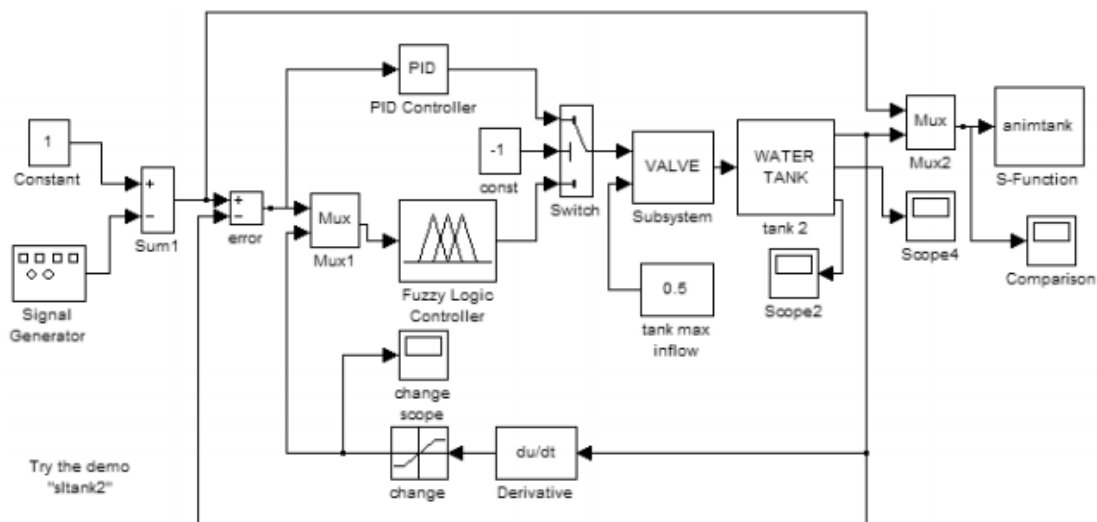 PID
PID Controller
1
Constant
+
−
Sum1
+
−
error
Mux
Mux1
-1
const
Switch
VALVE
Subsystem
WATER
TANK
tank 2
Mux
Mux2
animtank
S-Function
Signal
Generator
Fuzzy Logic
Controller
0.5
tank max
inflow
Scope2
Scope4
Comparison
change
scope
change
du/dt
Derivative
Try the demo
"sltank2"